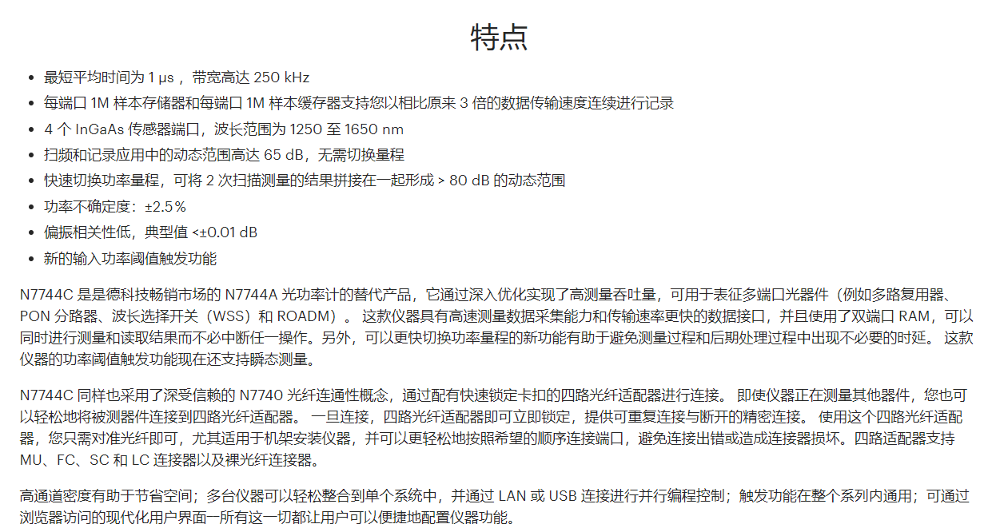 特点
• 最短平均时间为 1 µs ，带宽高达 250 kHz
• 每端口 1M 样本存储器和每端口 1M 样本缓存器支持您以相比原来 3 倍的数据传输速度连续进行记录
• 4 个 InGaAs 传感器端口，波长范围为 1250 至 1650 nm
• 扫频和记录应用中的动态范围高达 65 dB，无需切换量程
• 快速切换功率量程，可将 2 次扫描测量的结果拼接在一起形成 > 80 dB 的动态范围
• 功率不确定度：±2.5%
• 偏振相关性低，典型值 <±0.01 dB
• 新的输入功率阈值触发功能
N7744C 是是德科技畅销市场的 N7744A 光功率计的替代产品，它通过深入优化实现了高测量吞吐量，可用于表征多端口光器件（例如多路复用器、
PON 分路器、波长选择开关（WSS）和 ROADM）。 这款仪器具有高速测量数据采集能力和传输速率更快的数据接口，并且使用了双端口 RAM，可以
同时进行测量和读取结果而不必中断任一操作。另外，可以更快切换功率量程的新功能有助于避免测量过程和后期处理过程中出现不必要的时延。 这款
仪器的功率阈值触发功能现在还支持瞬态测量。
N7744C 同样也采用了深受信赖的 N7740 光纤连通性概念，通过配有快速锁定卡扣的四路光纤适配器进行连接。 即使仪器正在测量其他器件，您也可
以轻松地将被测器件连接到四路光纤适配器。 一旦连接，四路光纤适配器即可立即锁定，提供可重复连接与断开的精密连接。 使用这个四路光纤适配
器，您只需对准光纤即可，尤其适用于机架安装仪器，并可以更轻松地按照希望的顺序连接端口，避免连接出错或造成连接器损坏。四路适配器支持
MU、FC、SC 和 LC 连接器以及裸光纤连接器。
高通道密度有助于节省空间；多台仪器可以轻松整合到单个系统中，并通过 LAN 或 USB 连接进行并行编程控制；触发功能在整个系列内通用；可通过
浏览器访问的现代化用户界面—所有这一切都让用户可以便捷地配置仪器功能。